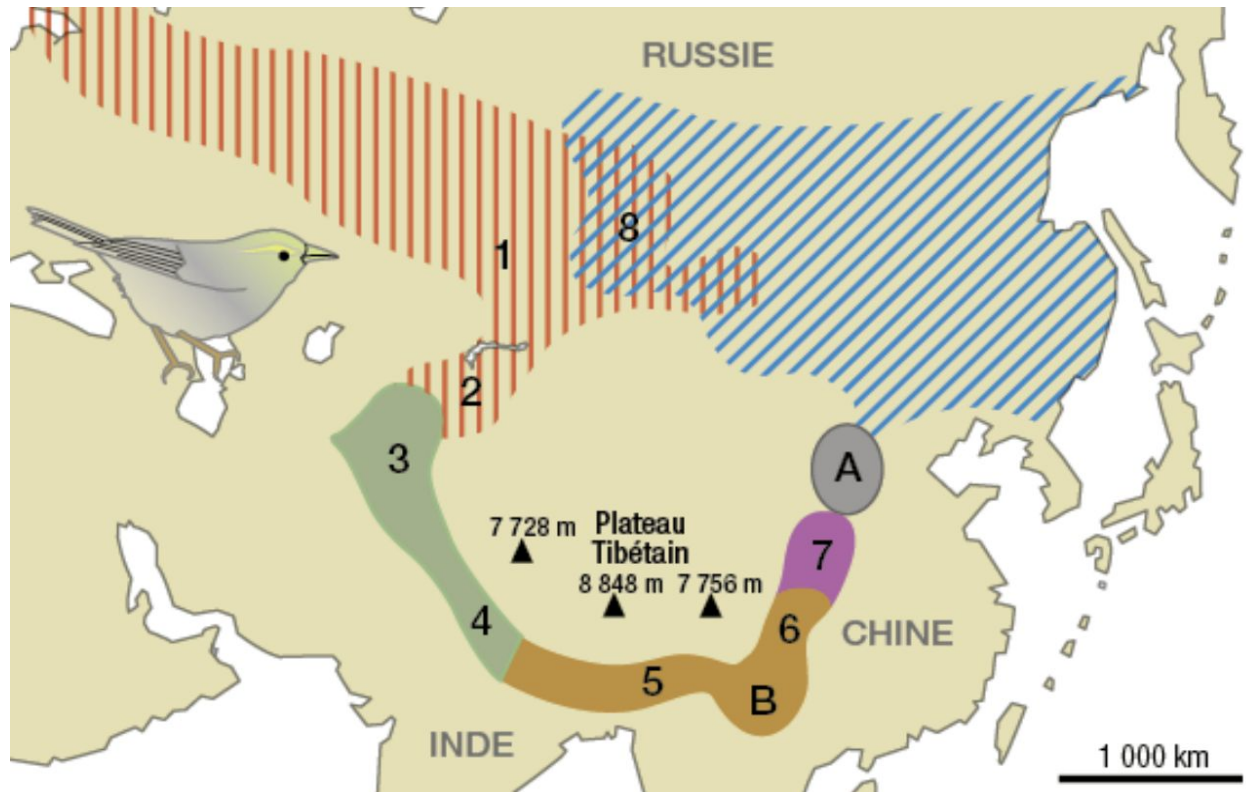 RUSSIE
8
1
2
3
A
7 728 m
Plateau
Tibétain
8 848 m
7 756 m
7
4
6
CHINE
5
B
INDE
1 000 km